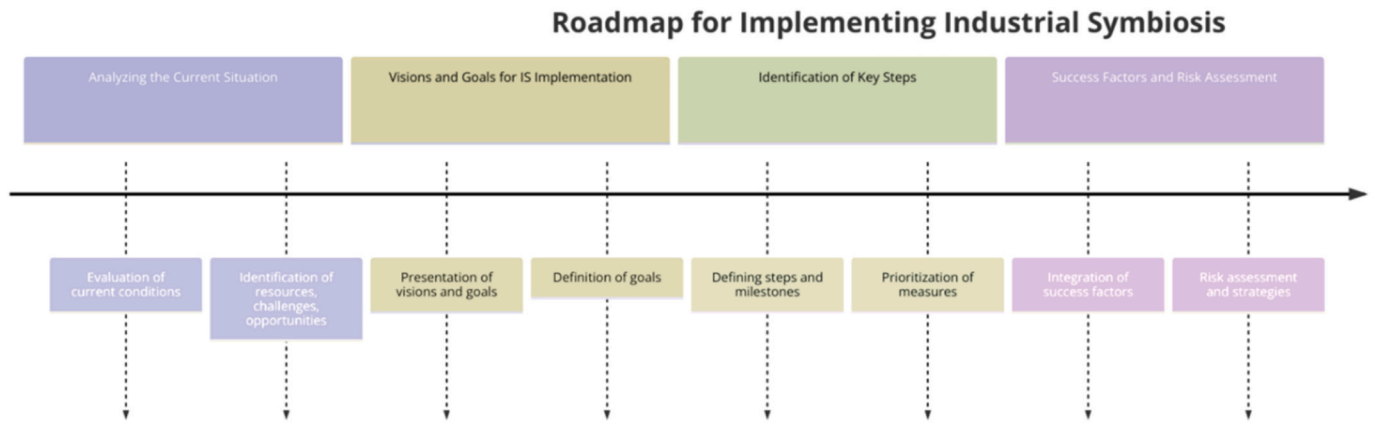 Roadmap for Implementing Industrial Symbiosis
Analyzing the Current Situation
Visions and Goals for IS Implementation
Identification of Key Steps
Success Factors and Risk Assessment
Evaluation of
current conditions
Identification of
resources,
challenges,
opportunities
Presentation of
visions and goals
Definition of goals
Defining steps and
milestones
Prioritization of
measures
Integration of
success factors
Risk assessment
and strategies